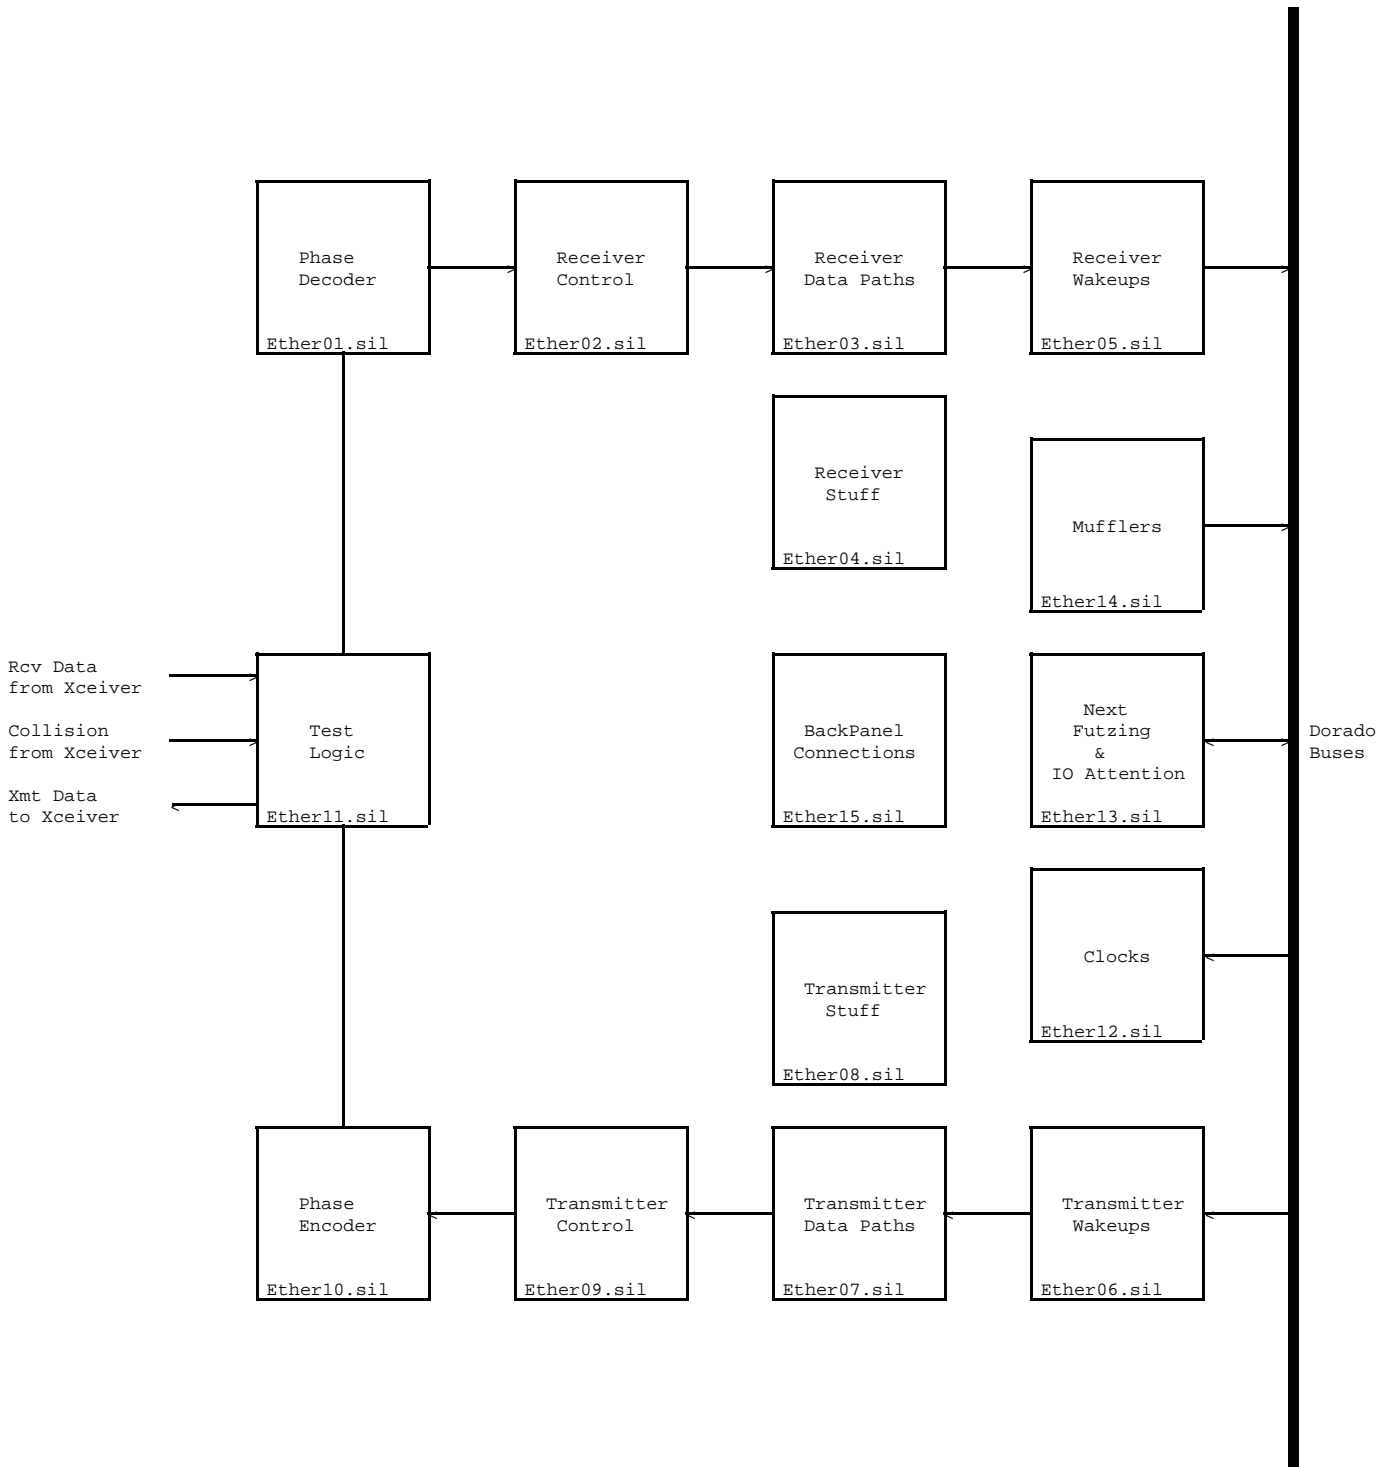 Phase
Decoder
Ether01.sil
Receiver
Control
Ether02.sil
Receiver
Data Paths
Ether03.sil
Receiver
Wakeups
Ether05.sil
Receiver
Stuff
Ether04.sil
Mufflers
Ether14.sil
Rcv Data
from Xceiver
Collision
from Xceiver
Xmt Data
to Xceiver
Test
Logic
Ether11.sil
BackPanel
Connections
Ether15.sil
Next
Futzing
&
IO Attention
Ether13.sil
Dorado
Buses
Transmitter
Stuff
Ether08.sil
Clocks
Ether12.sil
Phase
Encoder
Ether10.sil
Transmitter
Control
Ether09.sil
Transmitter
Data Paths
Ether07.sil
Transmitter
Wakeups
Ether06.sil